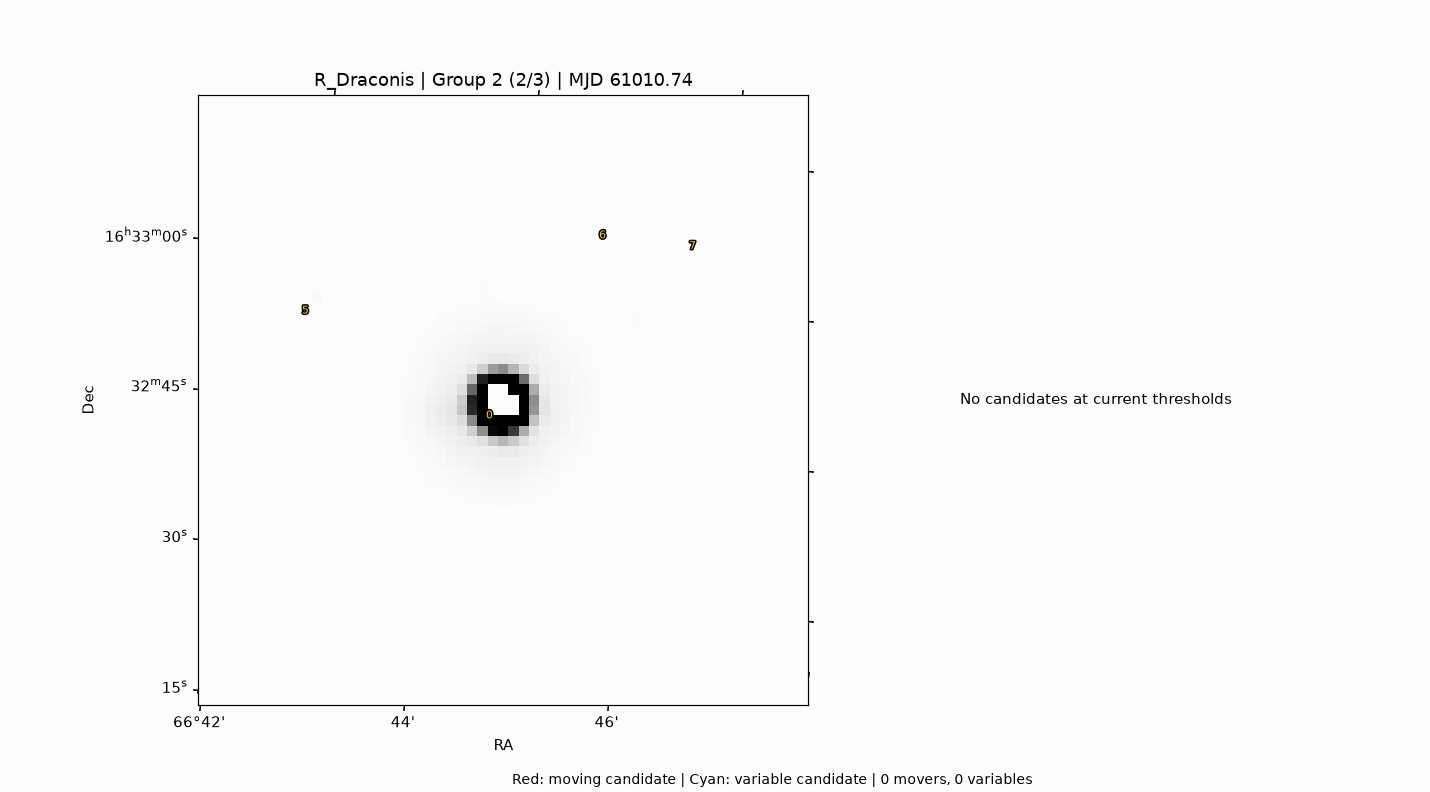 R_Draconis | Group 2 (2/3) | MJD 61010.74
6
7
16h33m00s
5
32m45s
0
Dec
No candidates at current thresholds
30s
15s
66°42'
44'
46'
RA
Red: moving candidate | Cyan: variable candidate | 0 movers, 0 variables